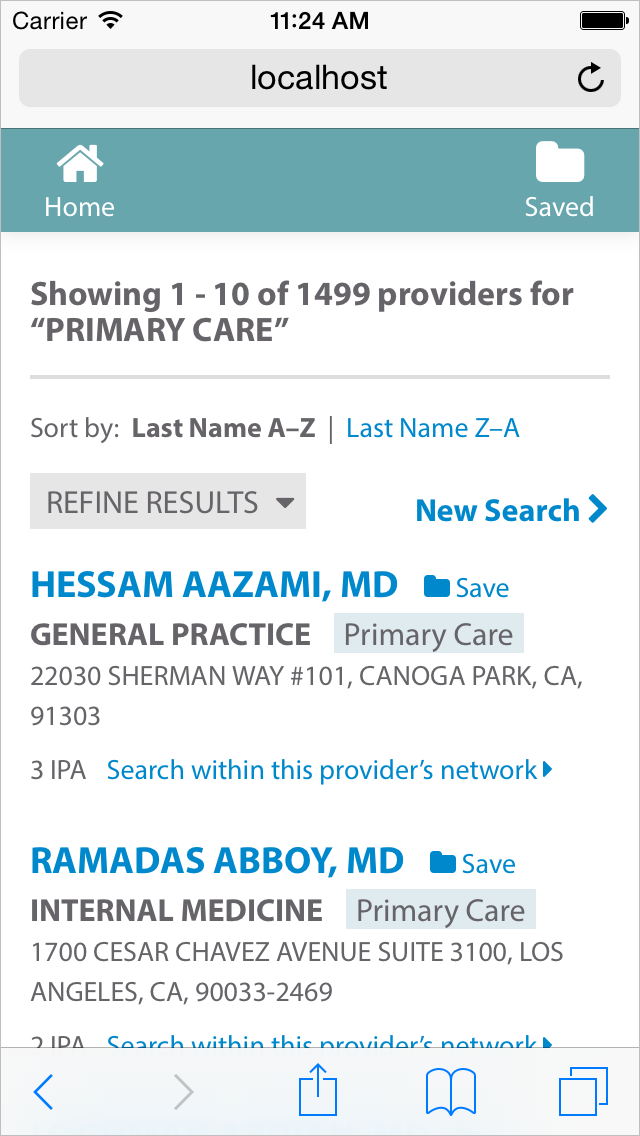 Carrier 11:24 AM
localhost
Home Saved
Showing 1 - 10 of 1499 providers for
“PRIMARY CARE”
Sort by: Last Name A–Z | Last Name Z–A
REFINE RESULTS New Search
HESSAM AAZAMI, MD Save
GENERAL PRACTICE Primary Care
22030 SHERMAN WAY #101, CANOGA PARK, CA,
91303
3 IPA Search within this provider’s network
RAMADAS ABBOY, MD Save
INTERNAL MEDICINE Primary Care
1700 CESAR CHAVEZ AVENUE SUITE 3100, LOS
ANGELES, CA, 90033-2469
2 IPA Search within this provider’s network